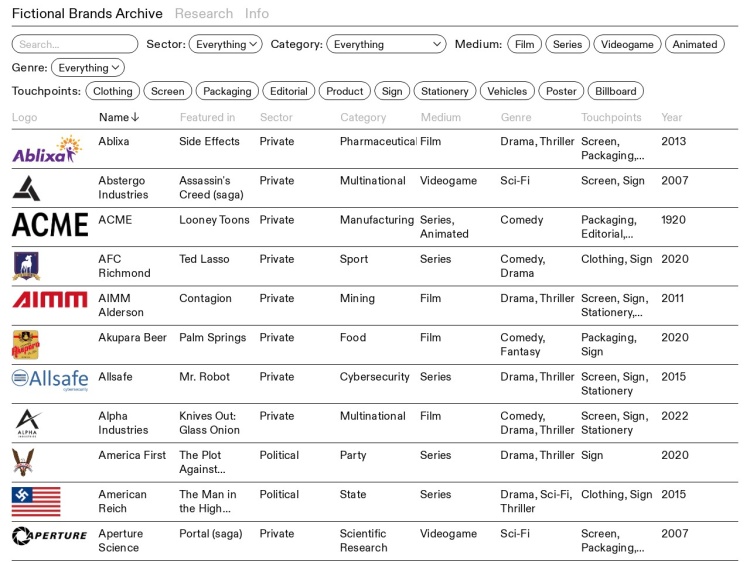 Fictional Brands Archive Research Info
Search... Sector: Everything Category: Everything Medium: Film Series Videogame Animated
Genre: Everything
Touchpoints: Clothing Screen Packaging Editorial Product Sign Stationery Vehicles Poster Billboard
Logo Name↓ Featured in Sector Category Medium Genre Touchpoints Year
Ablixa Ablixa Side Effects Private Pharmaceutical Film Drama, Thriller Screen, 2013
Packaging,...
Abstergo Assassin's Private Multinational Videogame Sci-Fi Screen, Sign 2007
Industries Creed (saga)
ACME ACME Looney Toons Private Manufacturing Series, Comedy Packaging, 1920
Animated Editorial,...
AFC Ted Lasso Private Sport Series Comedy, Clothing, Sign 2020
Richmond Drama
AIMM AIMM Contagion Private Mining Film Drama, Thriller Screen, Sign, 2011
Alderson Stationery,...
Akupara Beer Palm Springs Private Food Film Comedy, Packaging, 2020
Fantasy Sign
Allsafe Allsafe Mr. Robot Private Cybersecurity Series Drama, Thriller Screen, Sign, 2015
cybersecurity Stationery
Alpha Knives Out: Private Multinational Film Comedy, Screen, Sign, 2022
ALPHA Industries Glass Onion Drama, Thriller Stationery
America First The Plot Political Party Series Drama, Thriller Sign 2020
Against...
American The Man in Political State Series Drama, Sci-Fi, Clothing, Sign 2015
Reich the High... Thriller
APERTURE Aperture Portal (saga) Private Scientific Videogame Sci-Fi Screen, 2007
Science Research Packaging,...